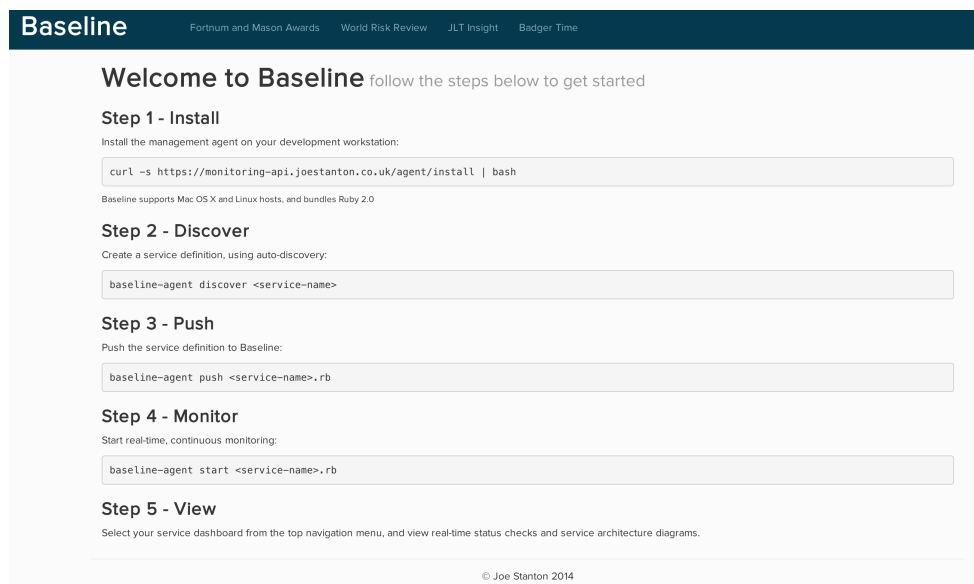 Baseline
Fortnum and Mason Awards World Risk Review JLT Insight Badger Time
Welcome to Baseline follow the steps below to get started
Step 1 - Install
Install the management agent on your development workstation:
curl -s https://monitoring-api.joestanton.co.uk/agent/install | bash
Baseline supports Mac OS X and Linux hosts, and bundles Ruby 2.0
Step 2 - Discover
Create a service definition, using auto-discovery:
baseline-agent discover <service-name>
Step 3 - Push
Push the service definition to Baseline:
baseline-agent push <service-name>.rb
Step 4 - Monitor
Start real-time, continuous monitoring:
baseline-agent start <service-name>.rb
Step 5 - View
Select your service dashboard from the top navigation menu, and view real-time status checks and service architecture diagrams.
© Joe Stanton 2014